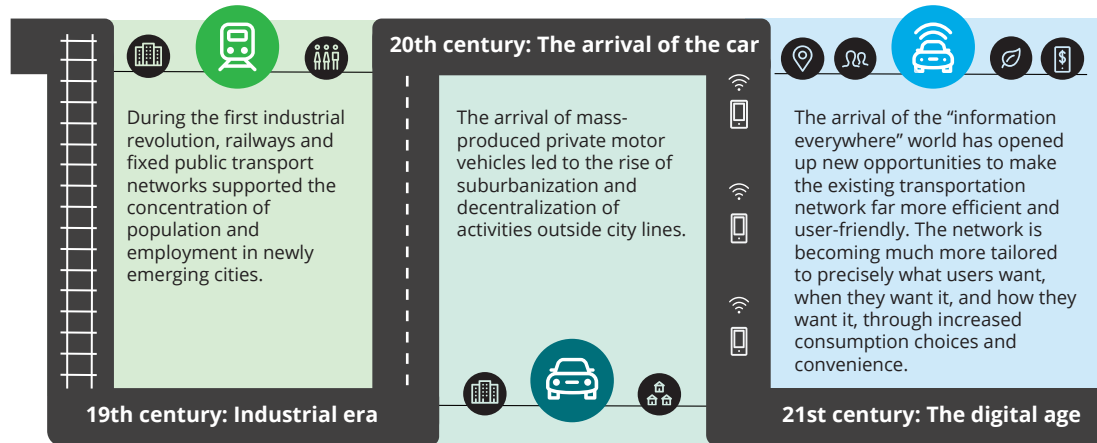 During the first industrial
revolution, railways and
fixed public transport
networks supported the
concentration of
population and
employment in newly
emerging cities.
19th century: Industrial era
20th century: The arrival of the car
The arrival of mass-
produced private motor
vehicles led to the rise of
suburbanization and
decentralization of
activities outside city lines.
$
The arrival of the “information
everywhere” world has opened
up new opportunities to make
the existing transportation
network far more efficient and
user-friendly. The network is
becoming much more tailored
to precisely what users want,
when they want it, and how they
want it, through increased
consumption choices and
convenience.
21st century: The digital age